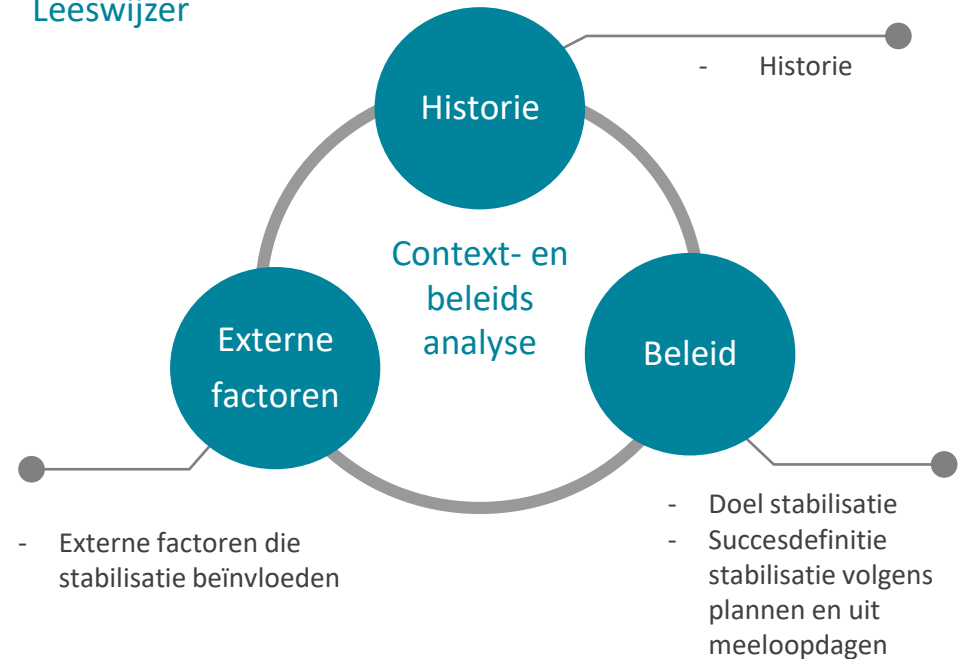 Leeswijzer
Historie
- Historie
Context- en
beleids
analyse
Externe
factoren
Beleid
- Externe factoren die
stabilisatie beïnvloeden
- Doel stabilisatie
- Succesdefinitie
stabilisatie volgens
plannen en uit
meeloopdagen